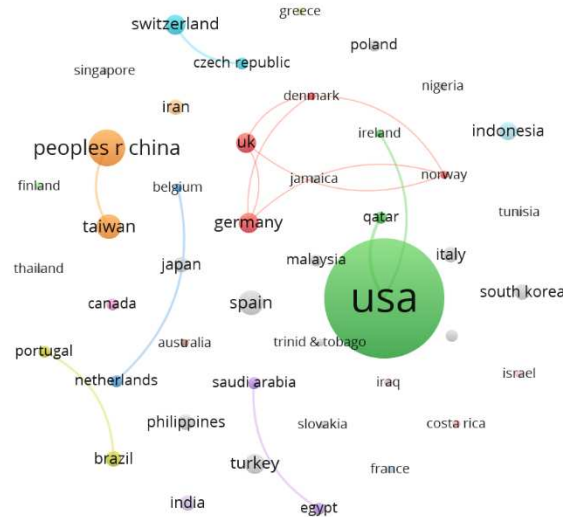 greece
switzerland
poland
czech republic
singapore
nigeria
denmark
iran
ireland
indonesia
uk
peoples r china
jamaica
norway
finland
belgium
qatar
tunisia
taiwan
germany
japan
malaysia
italy
thailand
usa
south korea
canada
spain
portugal
australia
trinid & tobago
netherlands
saudi arabia
iraq
israel
philippines
slovakia
costa rica
brazil
turkey
france
india
egypt